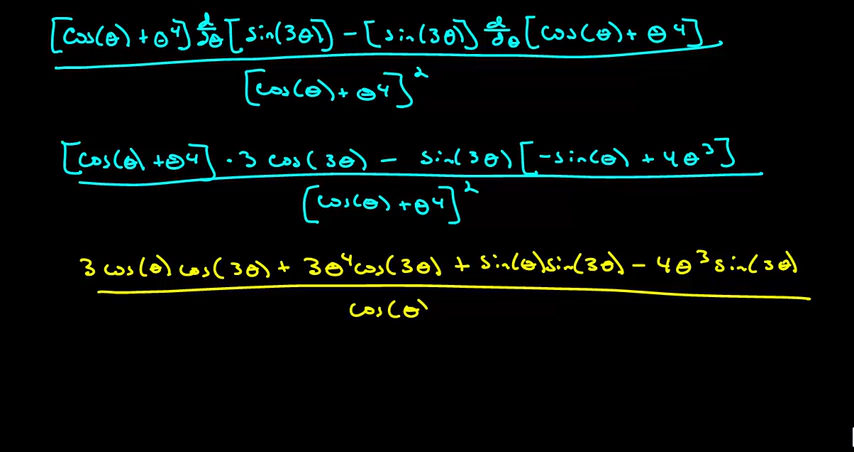 [cos(θ) + θ⁴] d/dθ [sin(3θ)] − [sin(3θ)] d/dθ [cos(θ) + θ⁴]
[cos(θ) + θ⁴]²
[cos(θ) + θ⁴] · 3 cos(3θ) − sin(3θ) [−sin(θ) + 4θ³]
[cos(θ) + θ⁴]²
3 cos(θ) cos(3θ) + 3θ⁴ cos(3θ) + sin(θ) sin(3θ) − 4θ³ sin(3θ)
cos(θ)